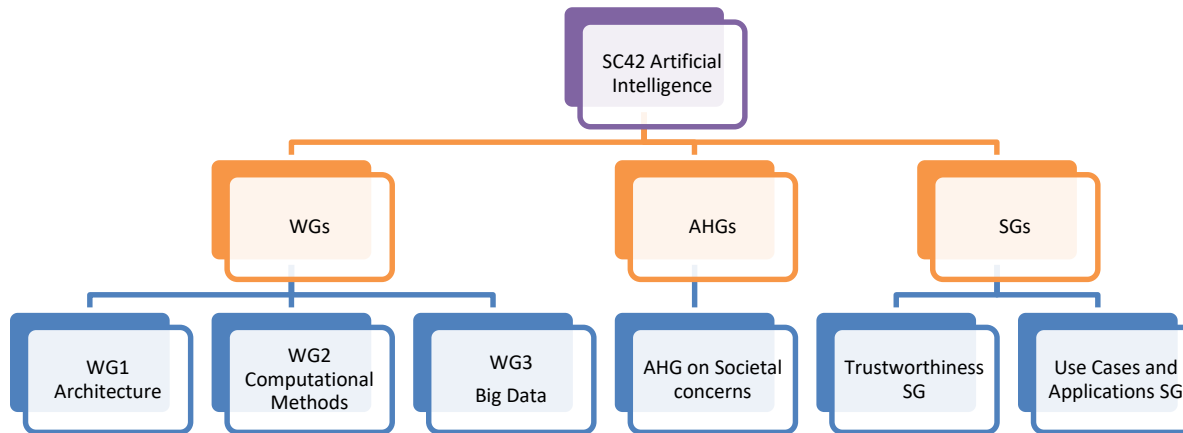 SC42 Artificial
Intelligence
WGs
AHGs
SGs
WG1
Architecture
WG2
Computational
Methods
WG3
Big Data
AHG on Societal
concerns
Trustworthiness
SG
Use Cases and
Applications SG